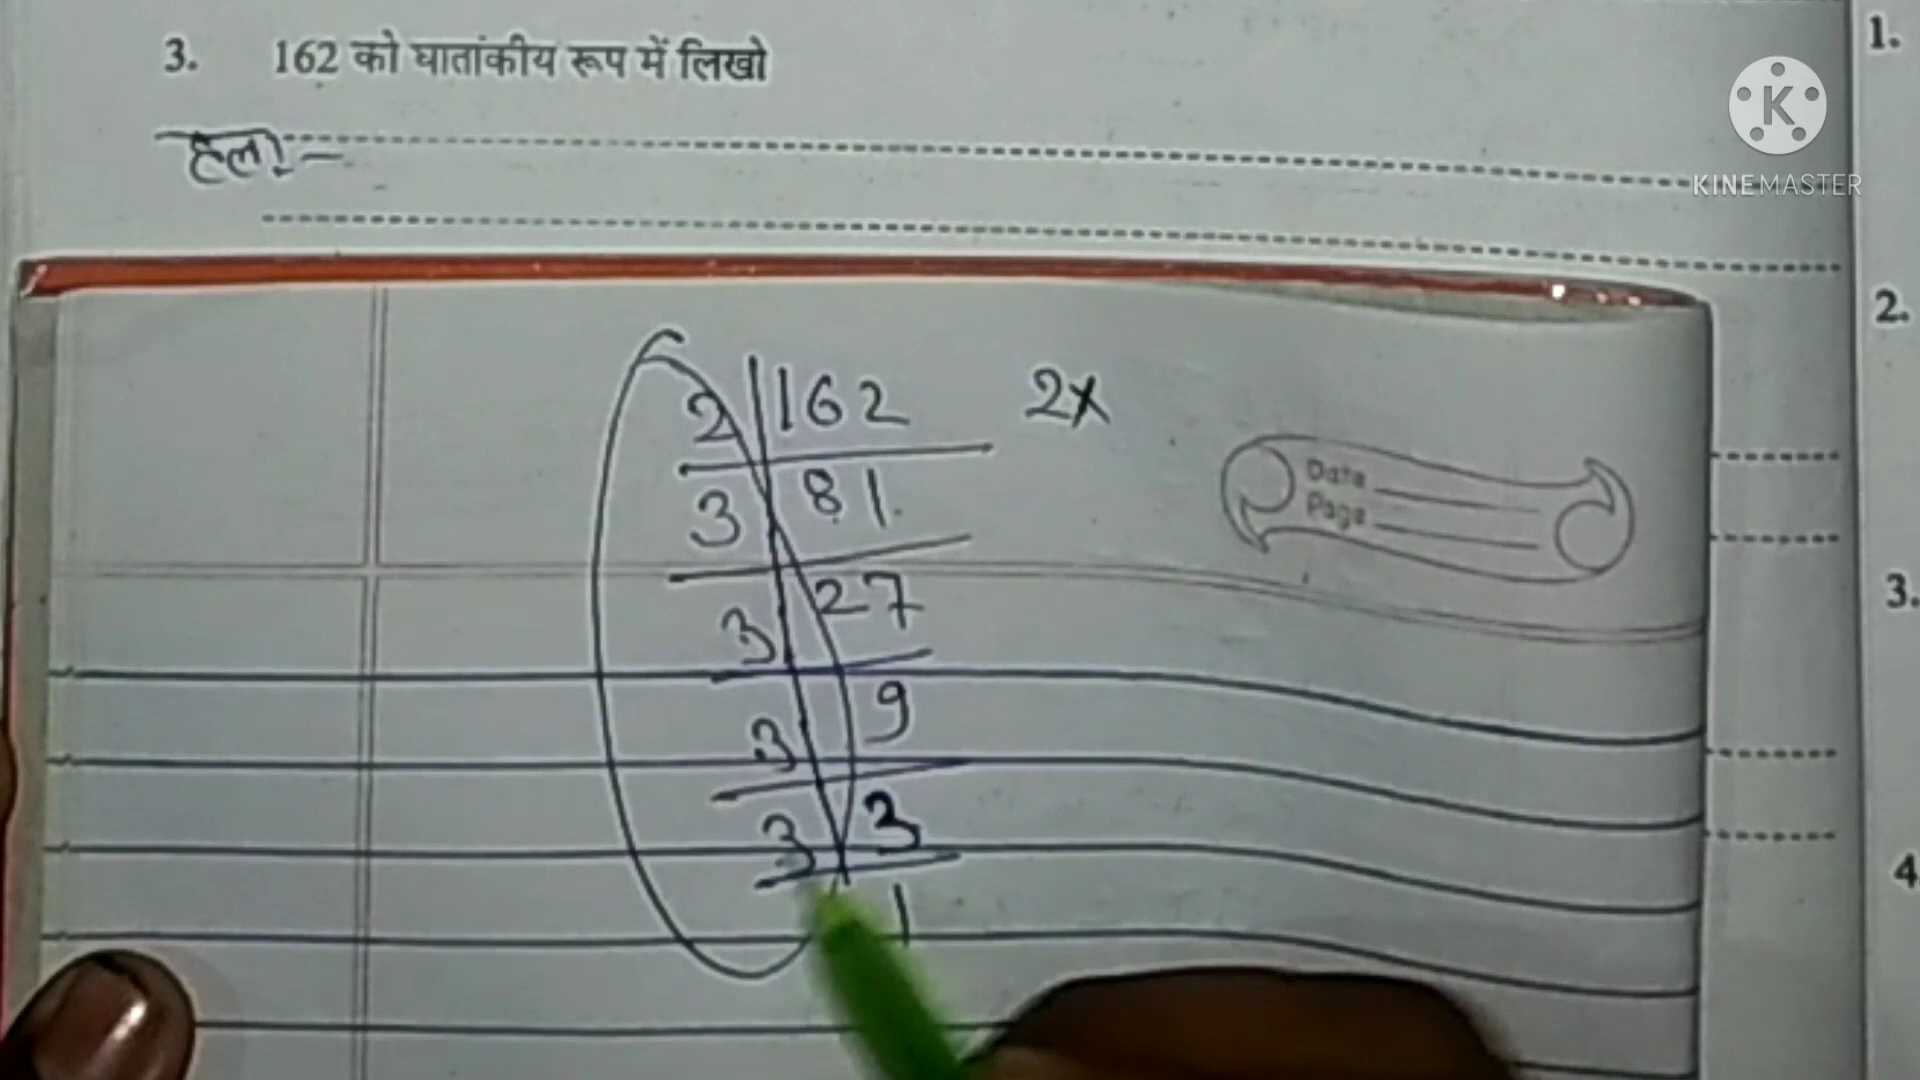 3. 162 को घातांकीय रूप में लिखो
हल:-
2 162 2x
3 81
3 27
3 9
3 3
1
Date
Page
1.
2.
3.
4
K
KINEMASTER